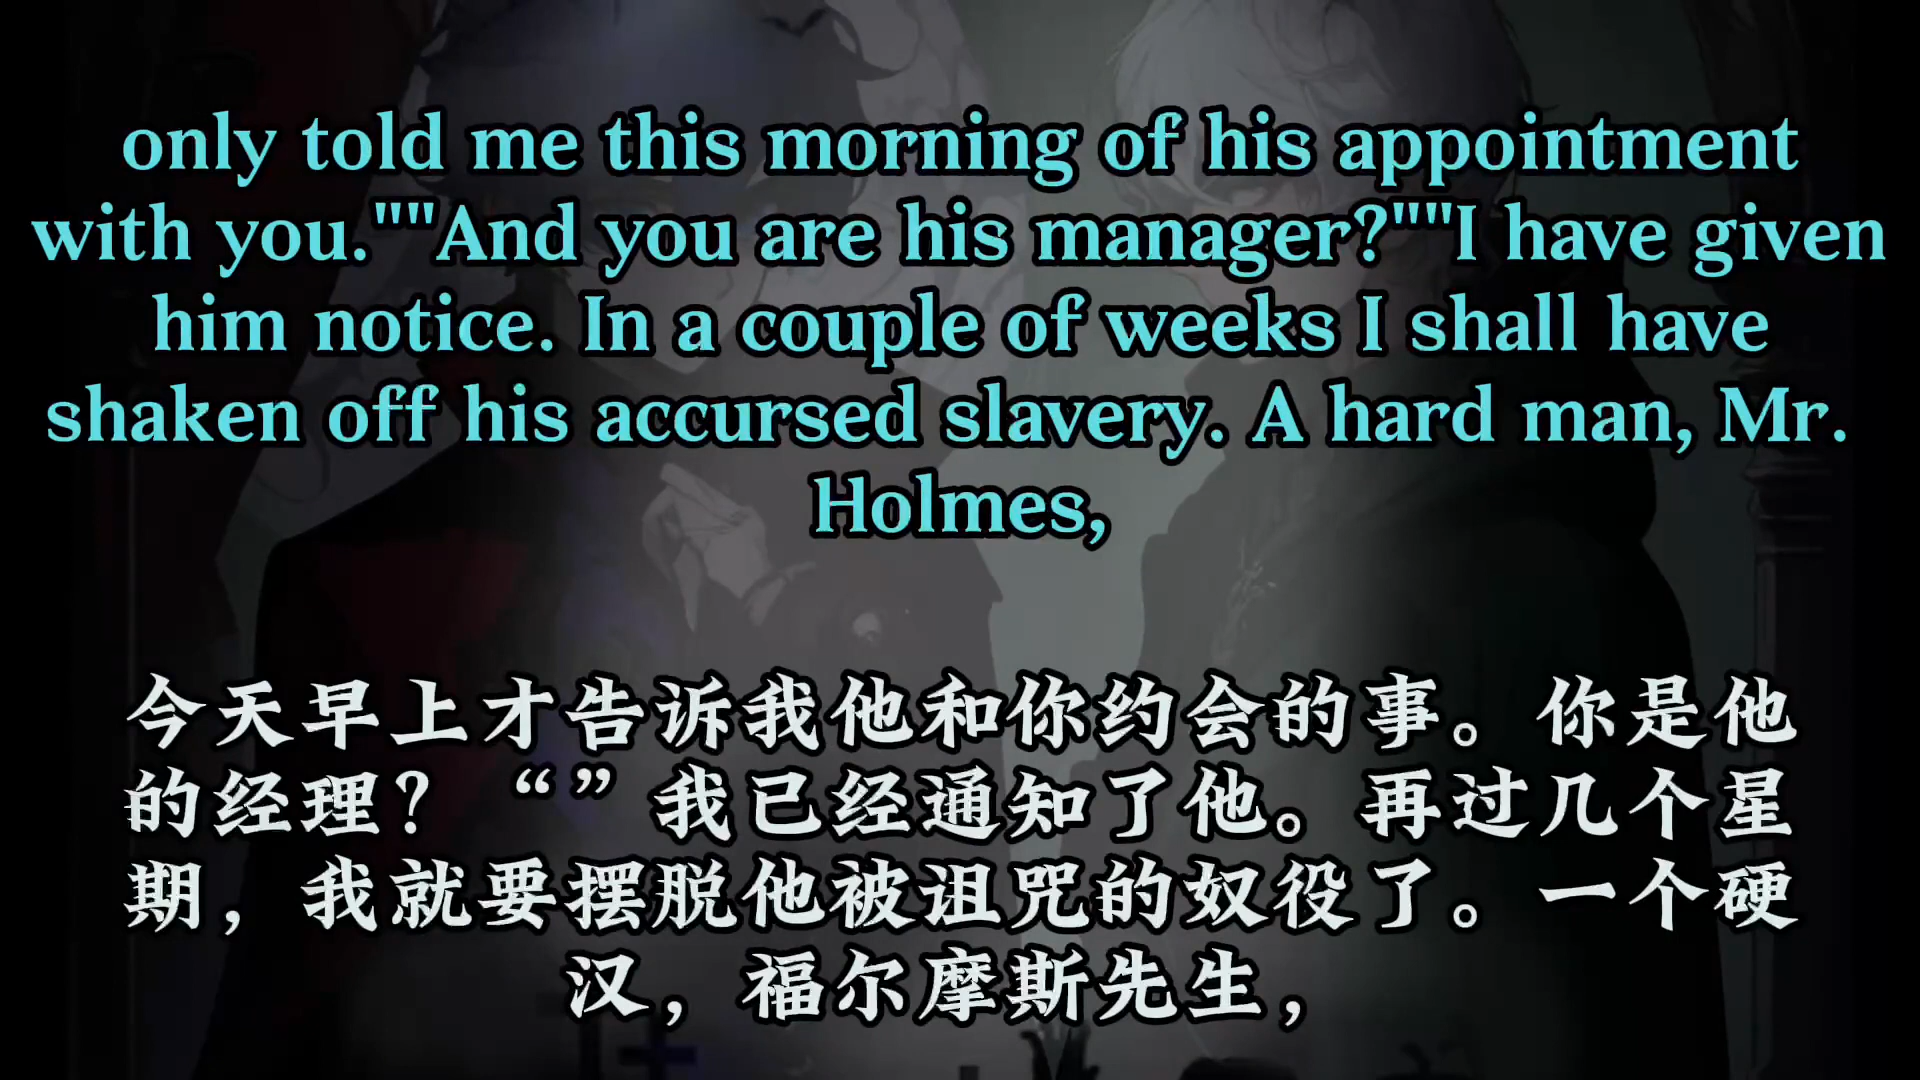 only told me this morning of his appointment
with you.""And you are his manager?""I have given
him notice. In a couple of weeks I shall have
shaken off his accursed slavery. A hard man, Mr.
Holmes,
今天早上才告诉我他和你约会的事。你是他
的经理？“”我已经通知了他。再过几个星
期，我就要摆脱他被诅咒的奴役了。一个硬
汉，福尔摩斯先生，